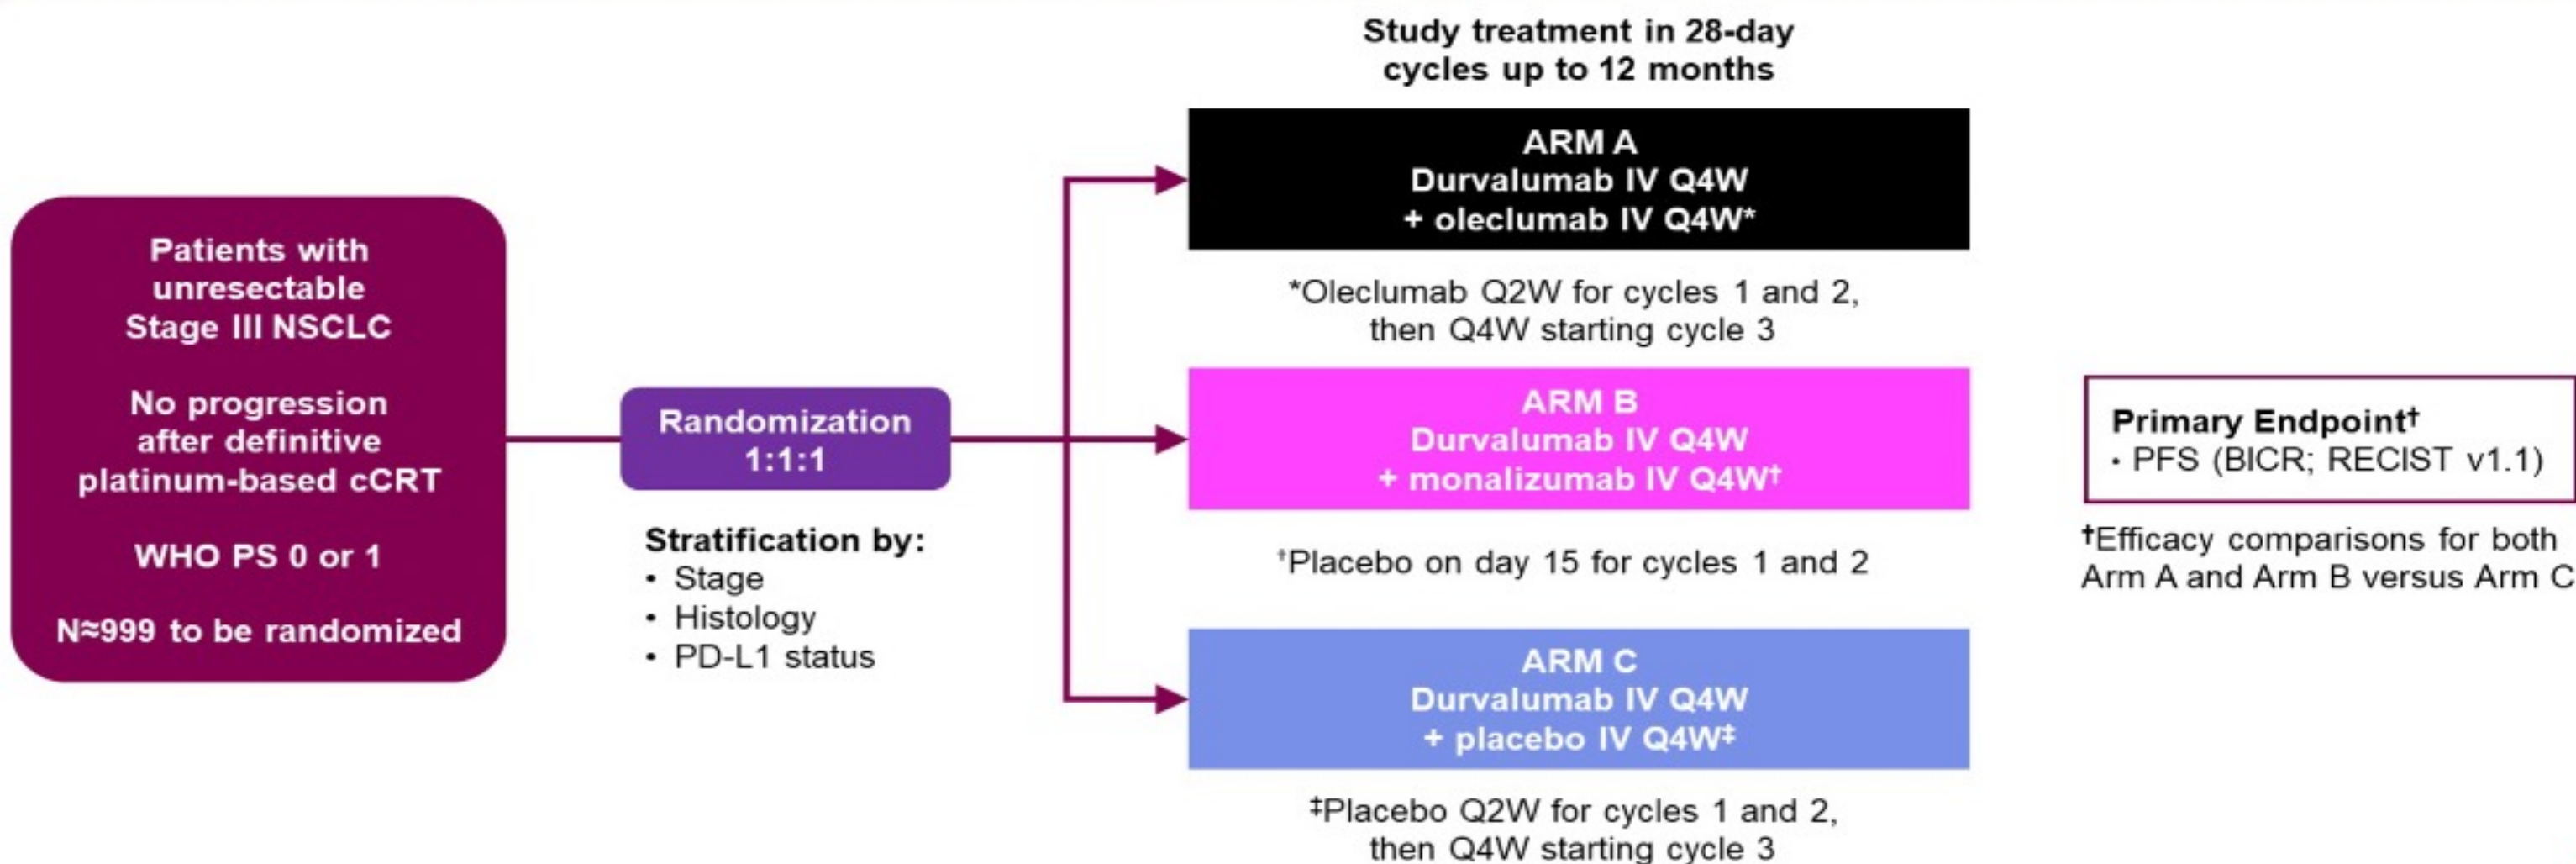 Study treatment in 28-day
cycles up to 12 months
Patients with
unresectable
Stage III NSCLC
No progression
after definitive
platinum-based cCRT
WHO PS 0 or 1
N≈999 to be randomized
Randomization
1:1:1
Stratification by:
• Stage
• Histology
• PD-L1 status
ARM A
Durvalumab IV Q4W
+ oleclumab IV Q4W*
*Oleclumab Q2W for cycles 1 and 2,
then Q4W starting cycle 3
ARM B
Durvalumab IV Q4W
+ monalizumab IV Q4W†
†Placebo on day 15 for cycles 1 and 2
ARM C
Durvalumab IV Q4W
+ placebo IV Q4W‡
‡Placebo Q2W for cycles 1 and 2,
then Q4W starting cycle 3
Primary Endpoint†
• PFS (BICR; RECIST v1.1)
†Efficacy comparisons for both
Arm A and Arm B versus Arm C